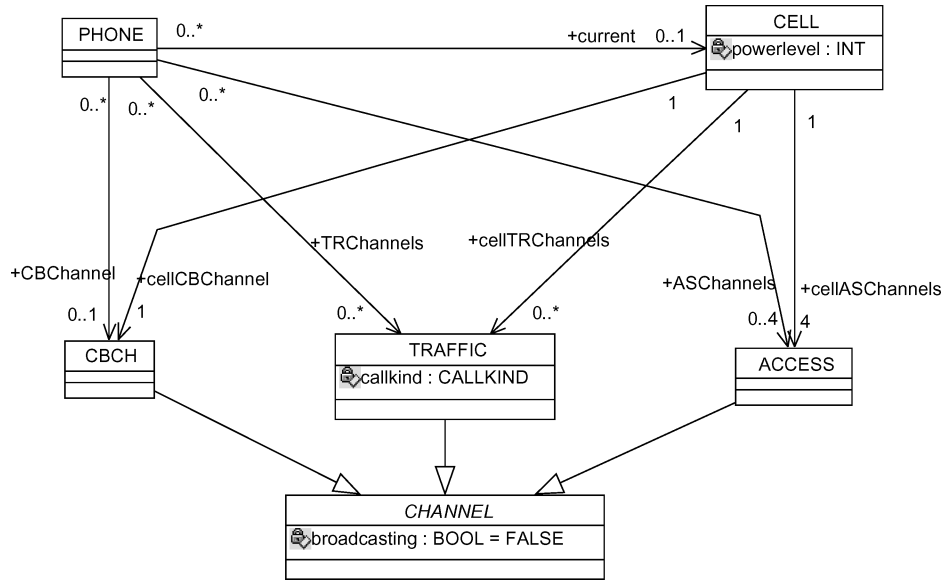 PHONE
0..*
+current
0..1
CELL
powerlevel : INT
0..*
0..*
0..*
1
1
1
+TRChannels
+cellTRChannels
+CBChannel
+cellCBChannel
+ASChannels
+cellASChannels
0..1
1
0..*
0..*
0..4
4
CBCH
TRAFFIC
callkind : CALLKIND
ACCESS
CHANNEL
broadcasting : BOOL = FALSE